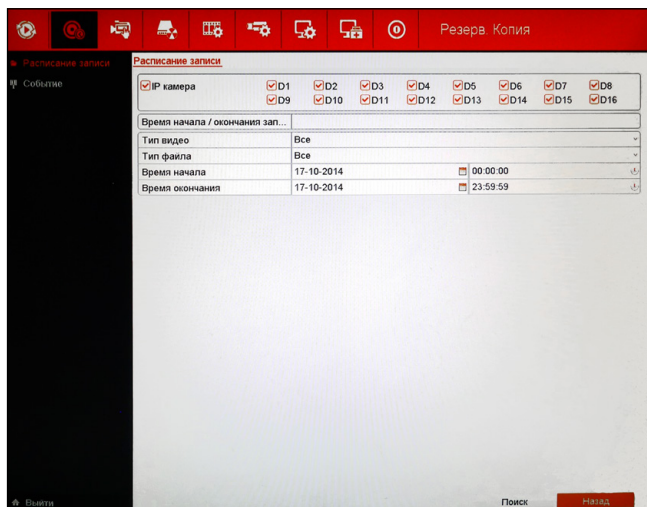 Резерв. Копия
Расписание записи
Событие
Расписание записи
IP камера D1 D2 D3 D4 D5 D6 D7 D8
D9 D10 D11 D12 D13 D14 D15 D16
Время начала / окончания зап...
Тип видео Все
Тип файла Все
Время начала 17-10-2014 00:00:00
Время окончания 17-10-2014 23:59:59
Выйти
Поиск Назад